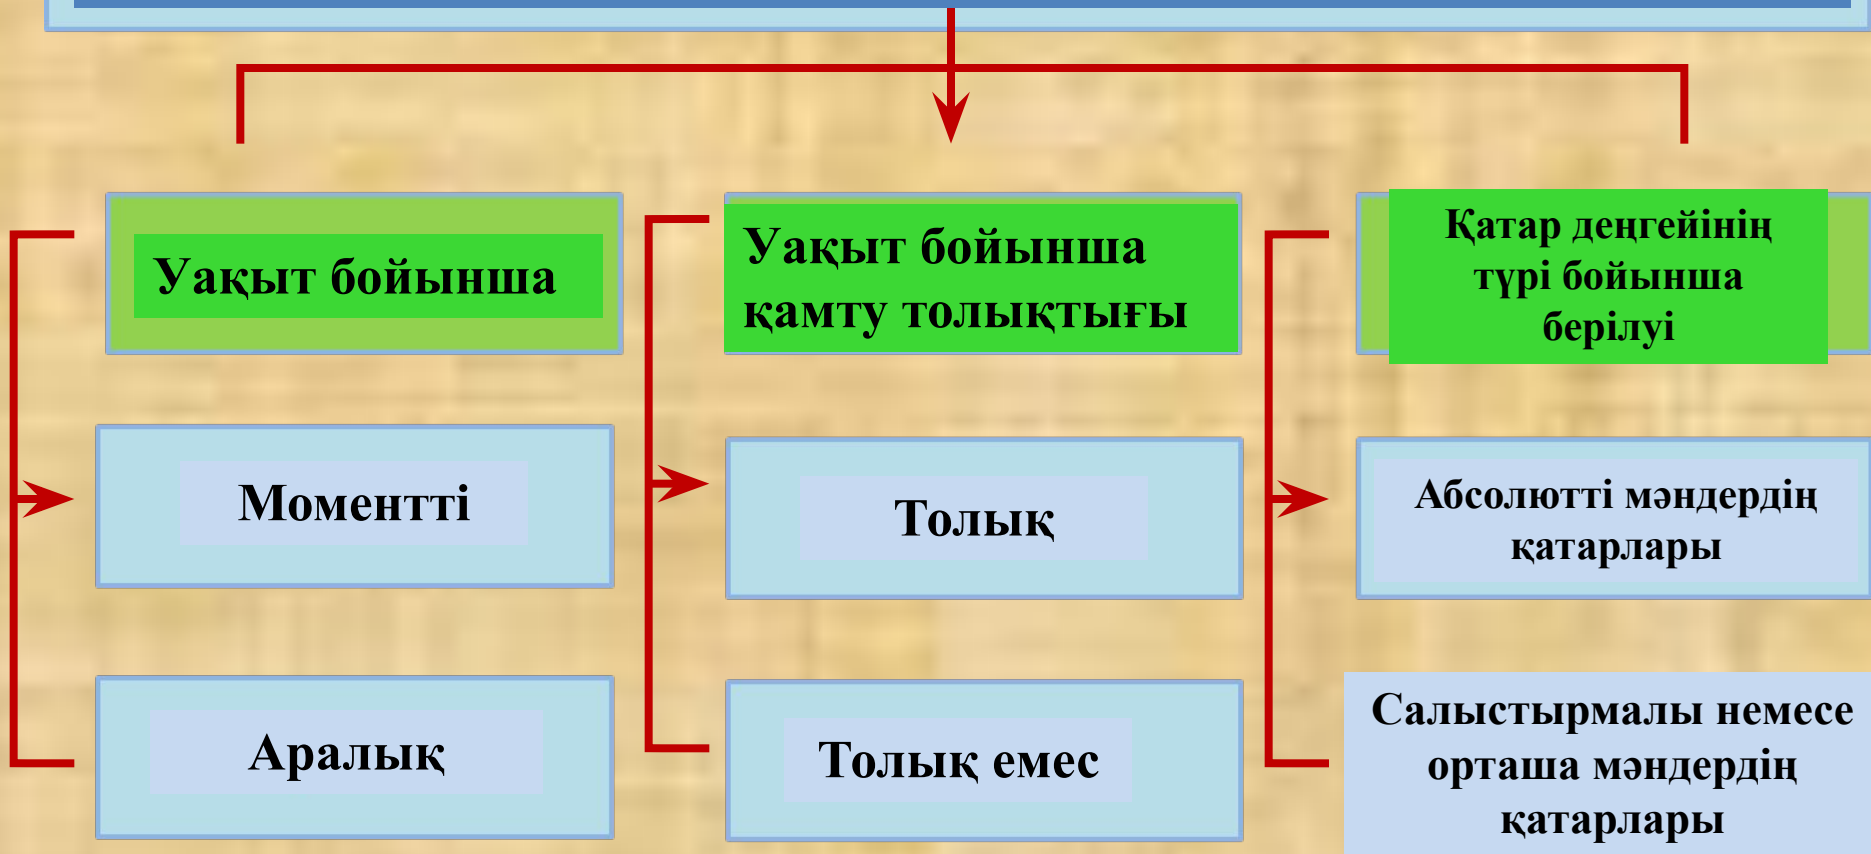 Уақыт бойынша
Уақыт бойынша
қамту толықтығы
Қатар деңгейінің
түрі бойынша
берілуі
Моментті
Толық
Абсолютті мәндердің
қатарлары
Аралық
Толық емес
Салыстырмалы немесе
орташа мәндердің
қатарлары